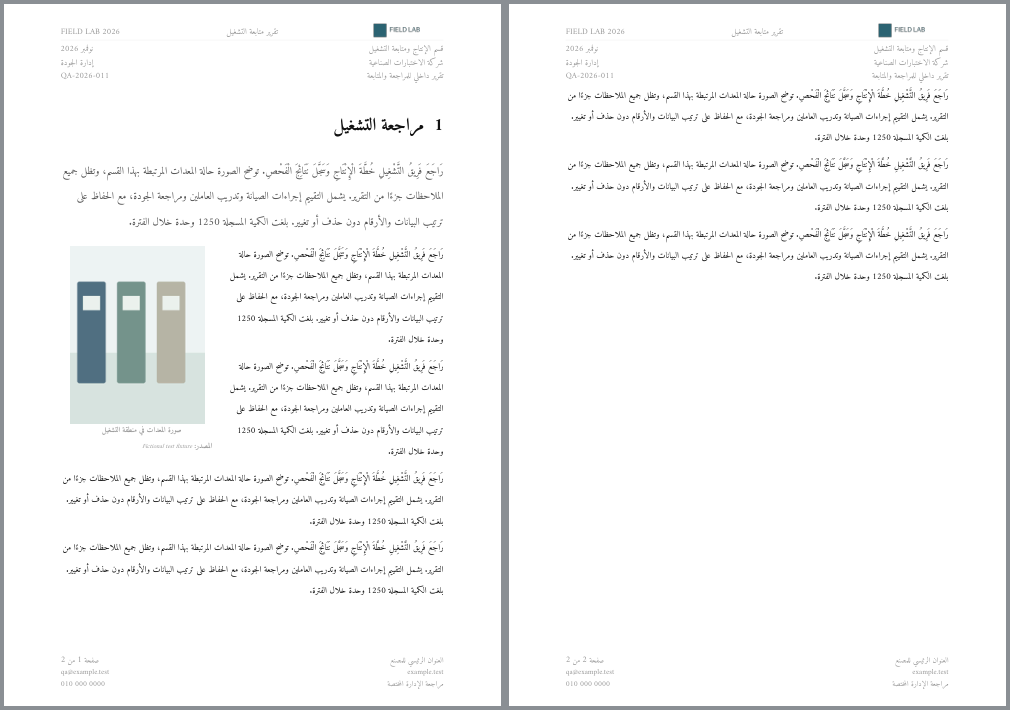 FIELD LAB
تقرير متابعة التشغيل
FIELD LAB 2026
قسم الإنتاج ومتابعة التشغيل
نوفمبر 2026
شركة الاختبارات الصناعية
إدارة الجودة
تقرير داخلي للمراجعة والمتابعة
QA-2026-011
1 مراجعة التشغيل
رَاجَعَ فَرِيقُ التَّشْغِيلِ خُطَّةَ الْإِنْتَاجِ وَسَجَّلَ نَتَائِجَ الْفَحْصِ. توضح الصورة حالة المعدات المرتبطة بهذا القسم، وتظل جميع
الملاحظات جزءًا من التقرير. يشمل التقييم إجراءات الصيانة وتدريب العاملين ومراجعة الجودة، مع الحفاظ على
ترتيب البيانات والأرقام دون حذف أو تغيير. بلغت الكمية المسجلة 1250 وحدة خلال الفترة.
رَاجَعَ فَرِيقُ التَّشْغِيلِ خُطَّةَ الْإِنْتَاجِ وَسَجَّلَ نَتَائِجَ الْفَحْصِ. توضح الصورة حالة
المعدات المرتبطة بهذا القسم، وتظل جميع الملاحظات جزءًا من التقرير. يشمل
التقييم إجراءات الصيانة وتدريب العاملين ومراجعة الجودة، مع الحفاظ على
ترتيب البيانات والأرقام دون حذف أو تغيير. بلغت الكمية المسجلة 1250
وحدة خلال الفترة.
رَاجَعَ فَرِيقُ التَّشْغِيلِ خُطَّةَ الْإِنْتَاجِ وَسَجَّلَ نَتَائِجَ الْفَحْصِ. توضح الصورة حالة
المعدات المرتبطة بهذا القسم، وتظل جميع الملاحظات جزءًا من التقرير. يشمل
التقييم إجراءات الصيانة وتدريب العاملين ومراجعة الجودة، مع الحفاظ على
ترتيب البيانات والأرقام دون حذف أو تغيير. بلغت الكمية المسجلة 1250
وحدة خلال الفترة.
صورة المعدات في منطقة التشغيل
المصدر: Fictional test fixture
رَاجَعَ فَرِيقُ التَّشْغِيلِ خُطَّةَ الْإِنْتَاجِ وَسَجَّلَ نَتَائِجَ الْفَحْصِ. توضح الصورة حالة المعدات المرتبطة بهذا القسم، وتظل جميع الملاحظات جزءًا من
التقرير. يشمل التقييم إجراءات الصيانة وتدريب العاملين ومراجعة الجودة، مع الحفاظ على ترتيب البيانات والأرقام دون حذف أو تغيير.
بلغت الكمية المسجلة 1250 وحدة خلال الفترة.
رَاجَعَ فَرِيقُ التَّشْغِيلِ خُطَّةَ الْإِنْتَاجِ وَسَجَّلَ نَتَائِجَ الْفَحْصِ. توضح الصورة حالة المعدات المرتبطة بهذا القسم، وتظل جميع الملاحظات جزءًا من
التقرير. يشمل التقييم إجراءات الصيانة وتدريب العاملين ومراجعة الجودة، مع الحفاظ على ترتيب البيانات والأرقام دون حذف أو تغيير.
بلغت الكمية المسجلة 1250 وحدة خلال الفترة.
العنوان الرئيسي للمصنع
صفحة 1 من 2
example.test
qa@example.test
مراجعة الإدارة المختصة
010 000 0000
FIELD LAB
تقرير متابعة التشغيل
FIELD LAB 2026
قسم الإنتاج ومتابعة التشغيل
نوفمبر 2026
شركة الاختبارات الصناعية
إدارة الجودة
تقرير داخلي للمراجعة والمتابعة
QA-2026-011
رَاجَعَ فَرِيقُ التَّشْغِيلِ خُطَّةَ الْإِنْتَاجِ وَسَجَّلَ نَتَائِجَ الْفَحْصِ. توضح الصورة حالة المعدات المرتبطة بهذا القسم، وتظل جميع الملاحظات جزءًا من
التقرير. يشمل التقييم إجراءات الصيانة وتدريب العاملين ومراجعة الجودة، مع الحفاظ على ترتيب البيانات والأرقام دون حذف أو تغيير.
بلغت الكمية المسجلة 1250 وحدة خلال الفترة.
رَاجَعَ فَرِيقُ التَّشْغِيلِ خُطَّةَ الْإِنْتَاجِ وَسَجَّلَ نَتَائِجَ الْفَحْصِ. توضح الصورة حالة المعدات المرتبطة بهذا القسم، وتظل جميع الملاحظات جزءًا من
التقرير. يشمل التقييم إجراءات الصيانة وتدريب العاملين ومراجعة الجودة، مع الحفاظ على ترتيب البيانات والأرقام دون حذف أو تغيير.
بلغت الكمية المسجلة 1250 وحدة خلال الفترة.
رَاجَعَ فَرِيقُ التَّشْغِيلِ خُطَّةَ الْإِنْتَاجِ وَسَجَّلَ نَتَائِجَ الْفَحْصِ. توضح الصورة حالة المعدات المرتبطة بهذا القسم، وتظل جميع الملاحظات جزءًا من
التقرير. يشمل التقييم إجراءات الصيانة وتدريب العاملين ومراجعة الجودة، مع الحفاظ على ترتيب البيانات والأرقام دون حذف أو تغيير.
بلغت الكمية المسجلة 1250 وحدة خلال الفترة.
العنوان الرئيسي للمصنع
صفحة 2 من 2
example.test
qa@example.test
مراجعة الإدارة المختصة
010 000 0000